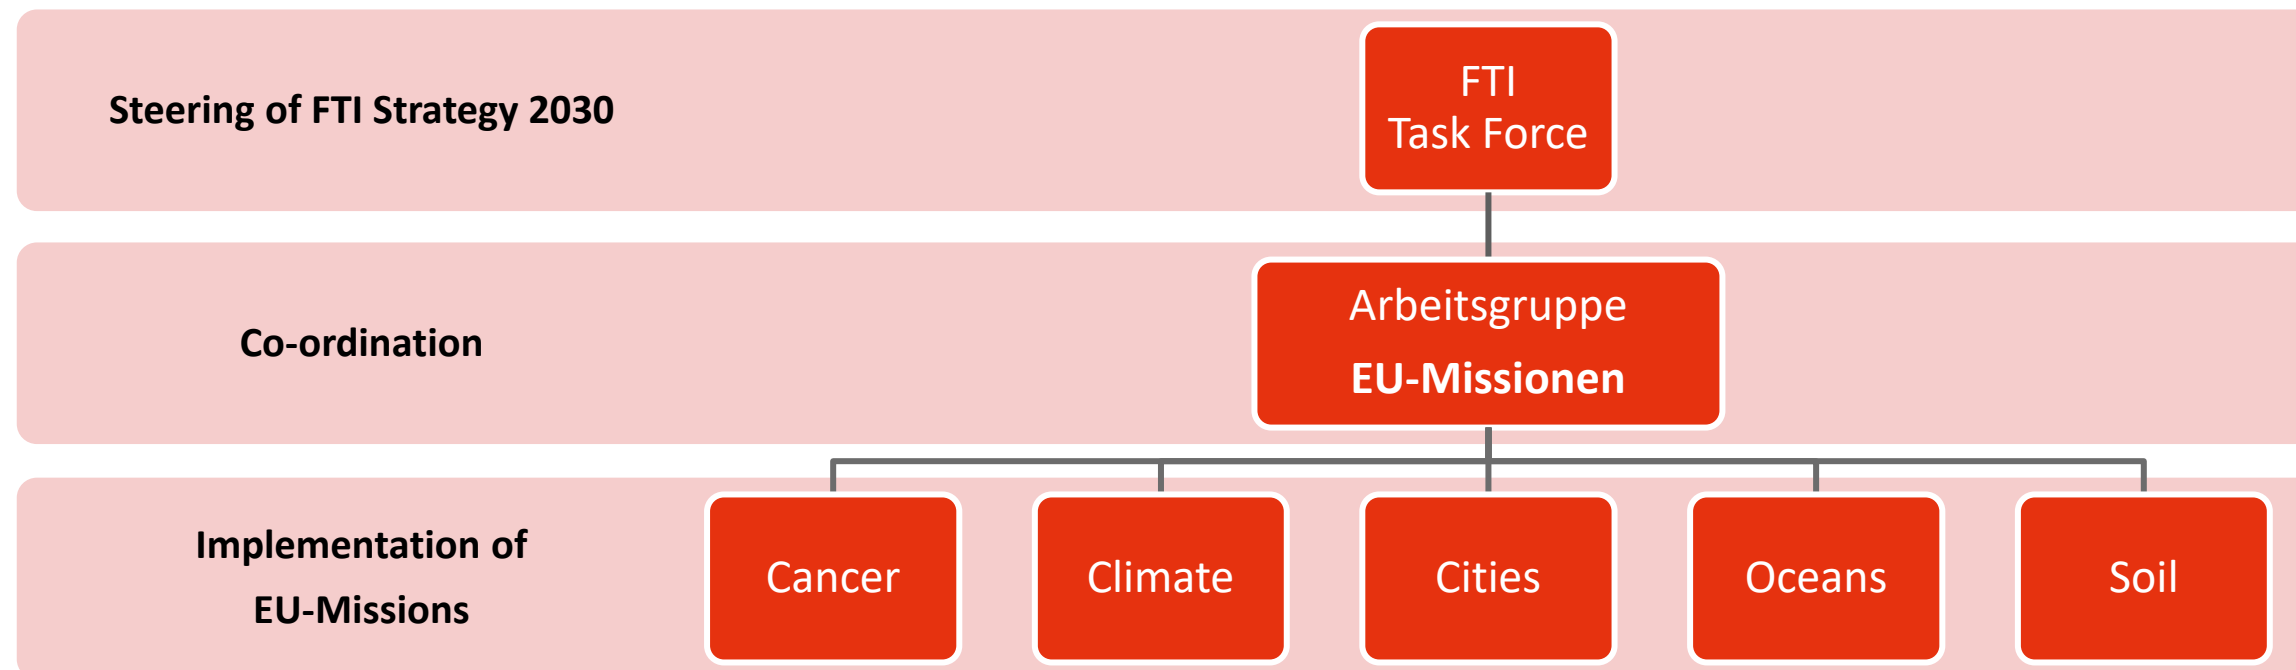 Steering of FTI Strategy 2030
FTI
Task Force
Co-ordination
Arbeitsgruppe
EU-Missionen
Implementation of
EU-Missions
Cancer
Climate
Cities
Oceans
Soil